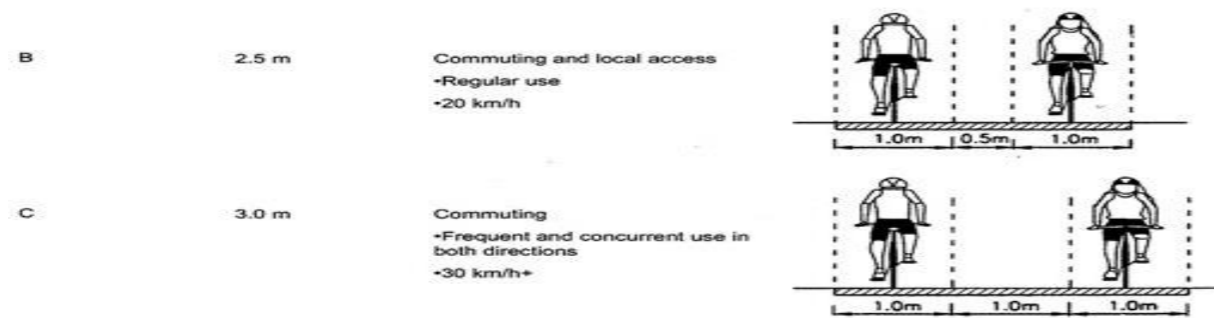 B 2.5 m Commuting and local access
•Regular use
•20 km/h
1.0m 0.5m 1.0m
C 3.0 m Commuting
•Frequent and concurrent use in
both directions
•30 km/h+
1.0m 1.0m 1.0m